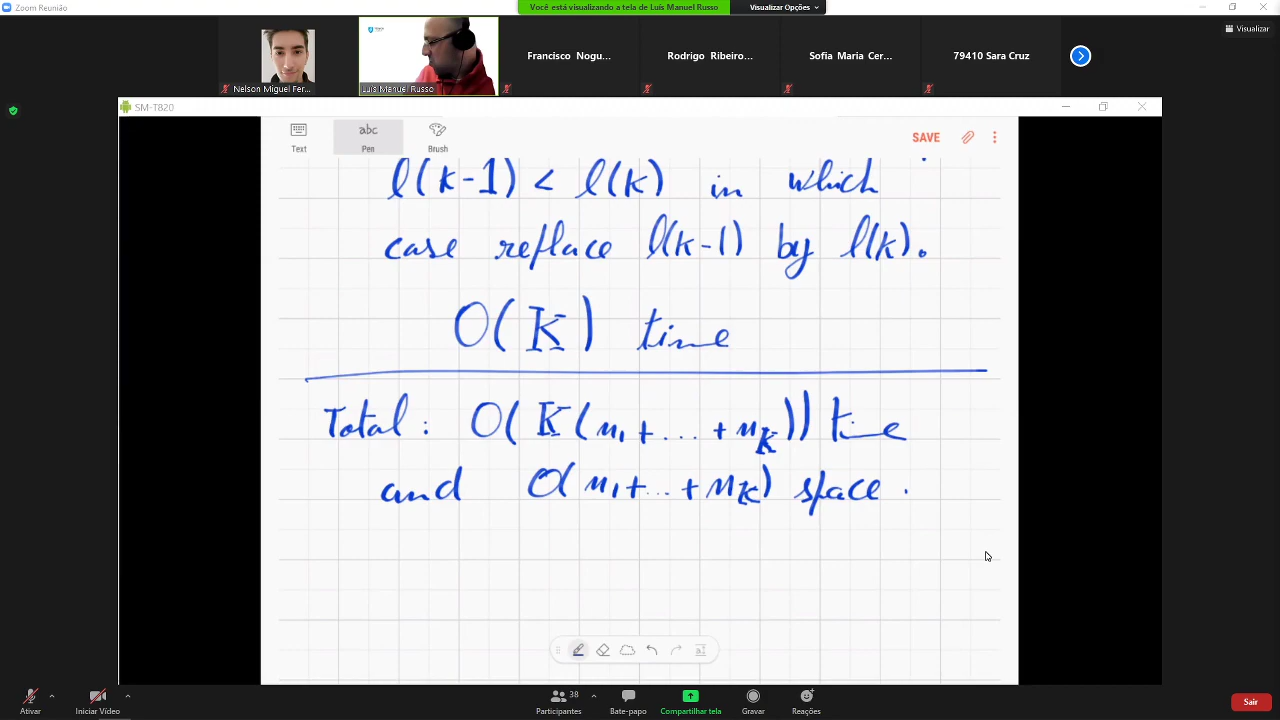 Zoom Reunião
Você está visualizando a tela de Luís Manuel Russo
Visualizar Opções
Visualizar
Nelson Miguel Fer...
Luís Manuel Russo
Francisco Nogu...
Rodrigo Ribeiro...
Sofia Maria Cer...
79410 Sara Cruz
SM-T820
Text
abc
Pen
Brush
SAVE
l(k-1) < l(k) in which
case replace l(k-1) by l(k).
O(K) time
Total: O(K(n1+...+nK)) time
and O(n1+...+nK) space.
Ativar
Iniciar Vídeo
38
Participantes
Bate-papo
Compartilhar tela
Gravar
Reações
Sair